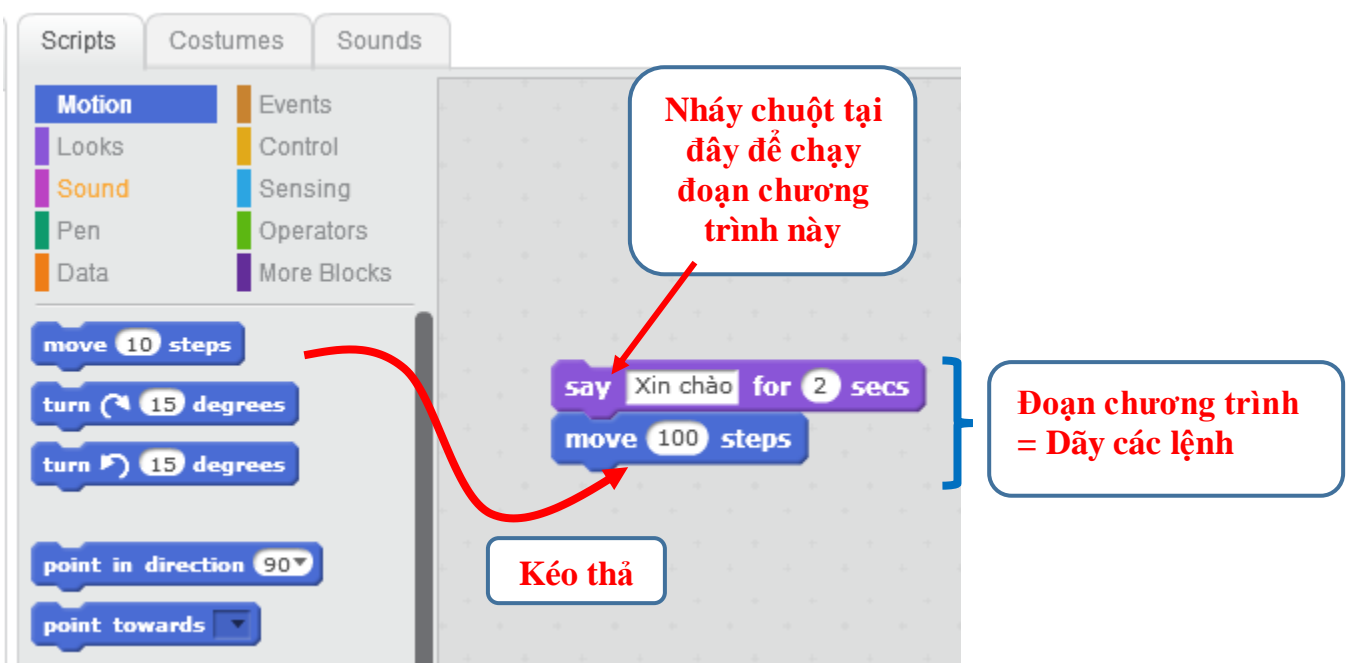 Scripts Costumes Sounds
Motion Events
Looks Control
Sound Sensing
Pen Operators
Data More Blocks
Nháy chuột tại
đây để chạy
đoạn chương
trình này
move 10 steps
turn 15 degrees
turn 15 degrees
point in direction 90
point towards
say Xin chào for 2 secs
move 100 steps
Đoạn chương trình
= Dãy các lệnh
Kéo thả